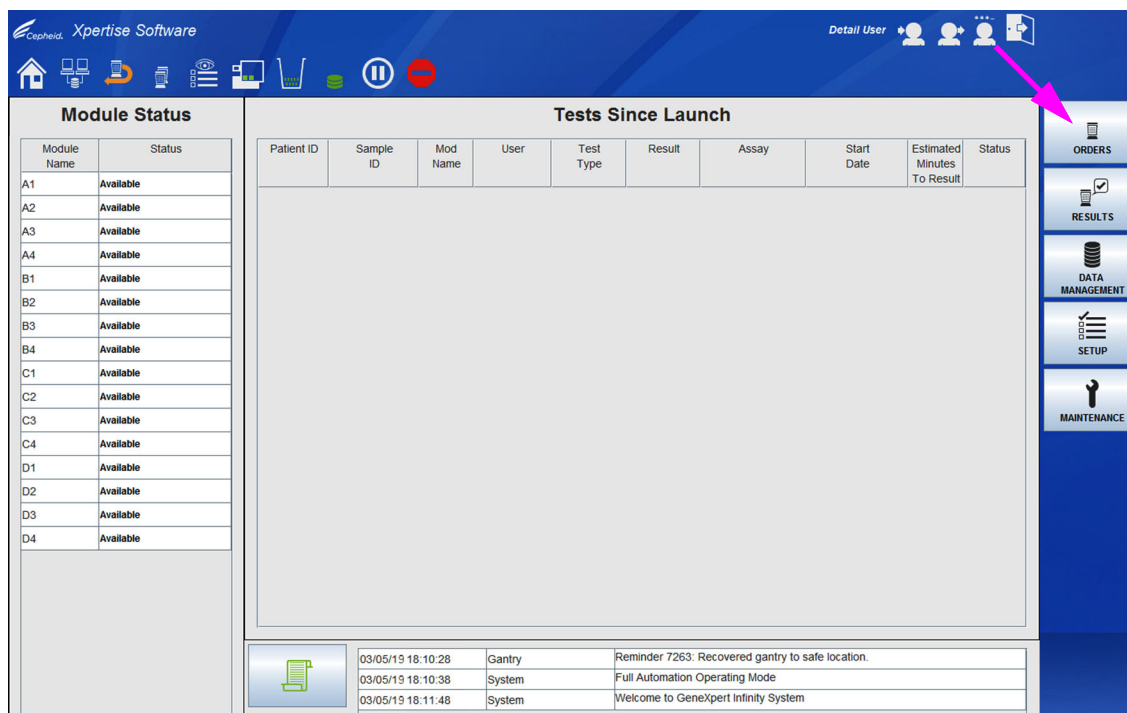 Cepheid. Xpertise Software
Detail User
Module Status
Tests Since Launch
Module Name
Status
Patient ID
Sample ID
Mod Name
User
Test Type
Result
Assay
Start Date
Estimated Minutes To Result
Status
A1 Available
A2 Available
A3 Available
A4 Available
B1 Available
B2 Available
B3 Available
B4 Available
C1 Available
C2 Available
C3 Available
C4 Available
D1 Available
D2 Available
D3 Available
D4 Available
ORDERS
RESULTS
DATA
MANAGEMENT
SETUP
MAINTENANCE
03/05/19 18:10:28 Gantry Reminder 7263: Recovered gantry to safe location.
03/05/19 18:10:38 System Full Automation Operating Mode
03/05/19 18:11:48 System Welcome to GeneXpert Infinity System